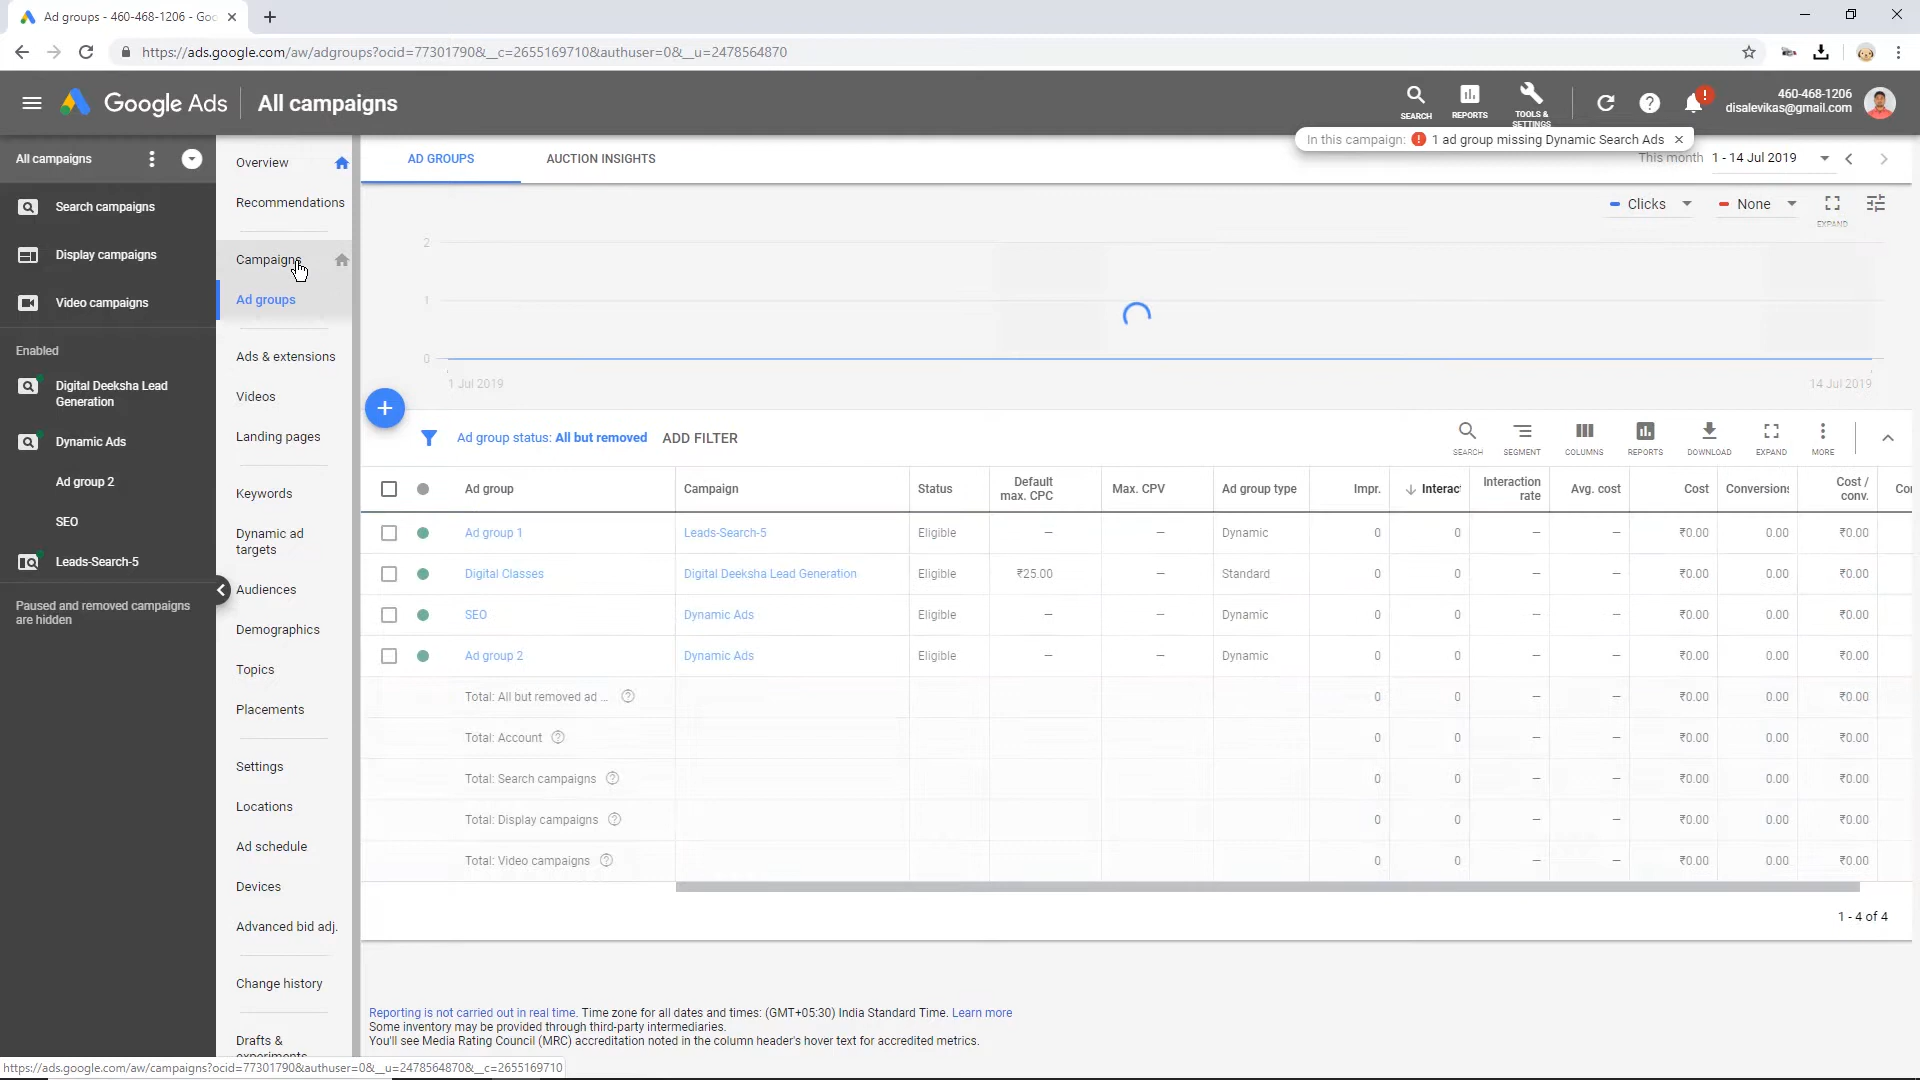 Ad groups - 460-468-1206 - Goo
https://ads.google.com/aw/adgroups?ocid=77301790&__c=2655169710&authuser=0&__u=2478564870
Google Ads
All campaigns
SEARCH
REPORTS
TOOLS &
SETTINGS
460-468-1206
disalevikas@gmail.com
In this campaign: 1 ad group missing Dynamic Search Ads
All campaigns
Search campaigns
Display campaigns
Video campaigns
Enabled
Digital Deeksha Lead
Generation
Dynamic Ads
Ad group 2
SEO
Leads-Search-5
Paused and removed campaigns
are hidden
Overview
Recommendations
Campaigns
Ad groups
Ads & extensions
Videos
Landing pages
Keywords
Dynamic ad
targets
Audiences
Demographics
Topics
Placements
Settings
Locations
Ad schedule
Devices
Advanced bid adj.
Change history
Drafts &
experiments
AD GROUPS
AUCTION INSIGHTS
This month 1 - 14 Jul 2019
Clicks
None
EXPAND
2
1
0
1 Jul 2019
14 Jul 2019
Ad group status: All but removed
ADD FILTER
SEARCH
SEGMENT
COLUMNS
REPORTS
DOWNLOAD
EXPAND
MORE
Ad group Campaign Status Default max. CPC Max. CPV Ad group type Impr. Interac Interaction rate Avg. cost Cost Conversions Cost / conv. Co
Ad group 1 Leads-Search-5 Eligible — — Dynamic 0 0 — — ₹0.00 0.00 ₹0.00
Digital Classes Digital Deeksha Lead Generation Eligible ₹25.00 — Standard 0 0 — — ₹0.00 0.00 ₹0.00
SEO Dynamic Ads Eligible — — Dynamic 0 0 — — ₹0.00 0.00 ₹0.00
Ad group 2 Dynamic Ads Eligible — — Dynamic 0 0 — — ₹0.00 0.00 ₹0.00
Total: All but removed ad ... 0 0 — — ₹0.00 0.00 ₹0.00
Total: Account 0 0 — — ₹0.00 0.00 ₹0.00
Total: Search campaigns 0 0 — — ₹0.00 0.00 ₹0.00
Total: Display campaigns 0 0 — — ₹0.00 0.00 ₹0.00
Total: Video campaigns 0 0 — — ₹0.00 0.00 ₹0.00
1 - 4 of 4
Reporting is not carried out in real time. Time zone for all dates and times: (GMT+05:30) India Standard Time. Learn more
Some inventory may be provided through third-party intermediaries.
You'll see Media Rating Council (MRC) accreditation noted in the column header's hover text for accredited metrics.
https://ads.google.com/aw/campaigns?ocid=77301790&authuser=0&__u=2478564870&__c=2655169710